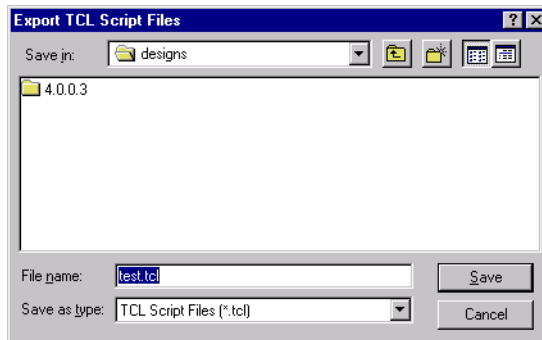 Export TCL Script Files
Save in: designs
4.0.0.3
File name: test.tcl Save
Save as type: TCL Script Files (*.tcl) Cancel